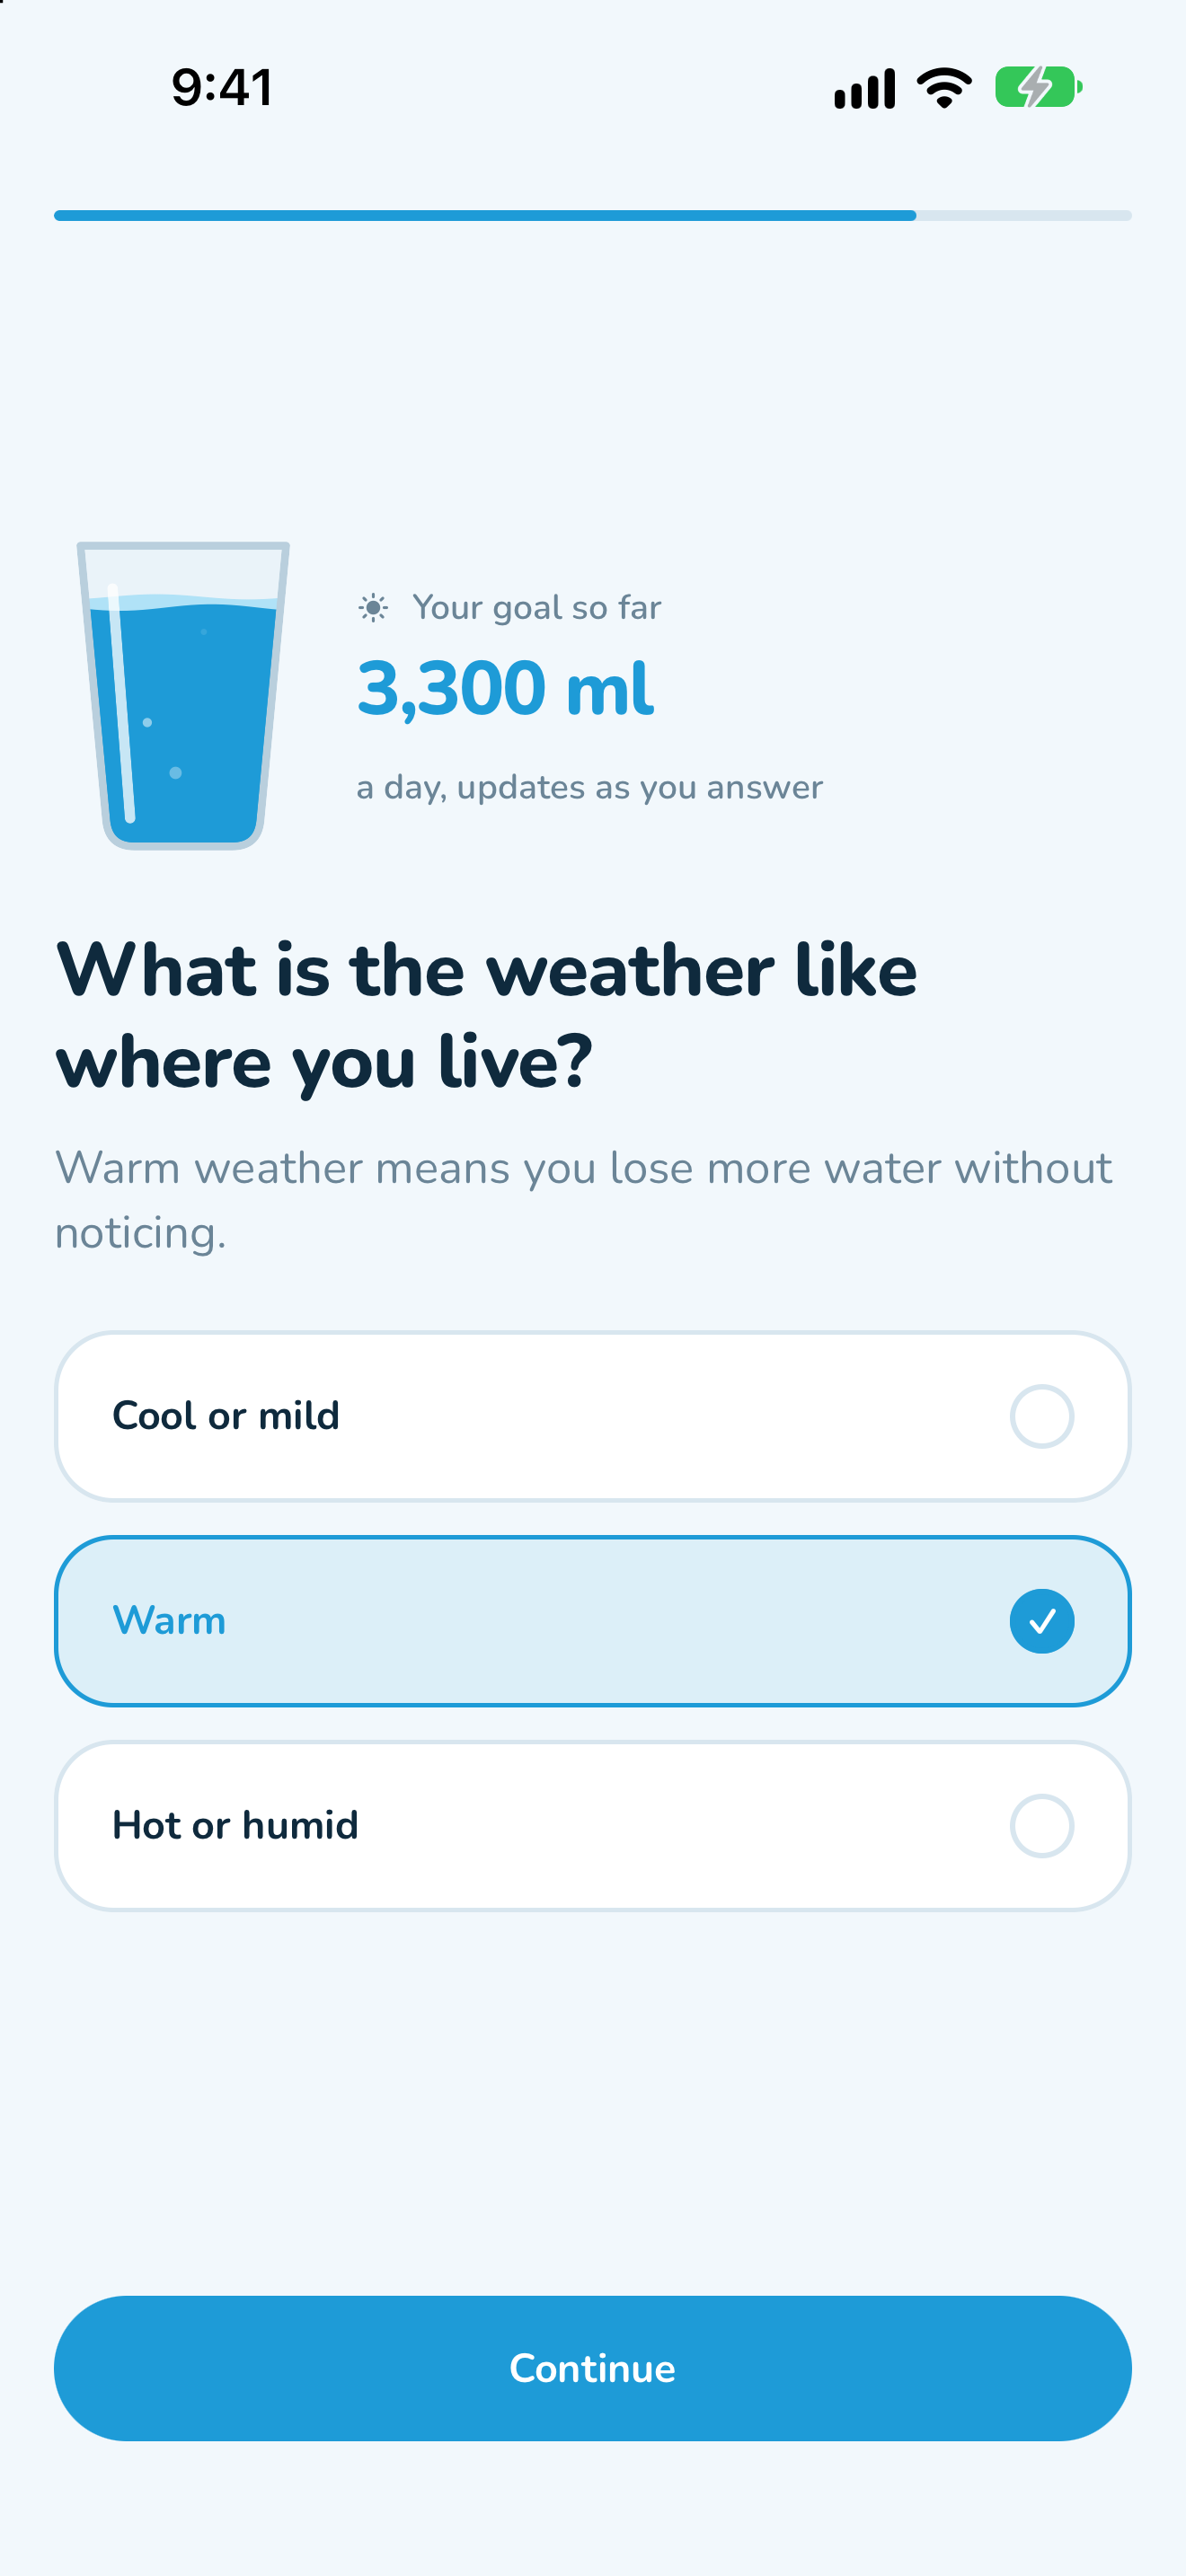 9:41
Your goal so far
3,300 ml
a day, updates as you answer
What is the weather like
where you live?
Warm weather means you lose more water without
noticing.
Cool or mild
Warm
Hot or humid
Continue